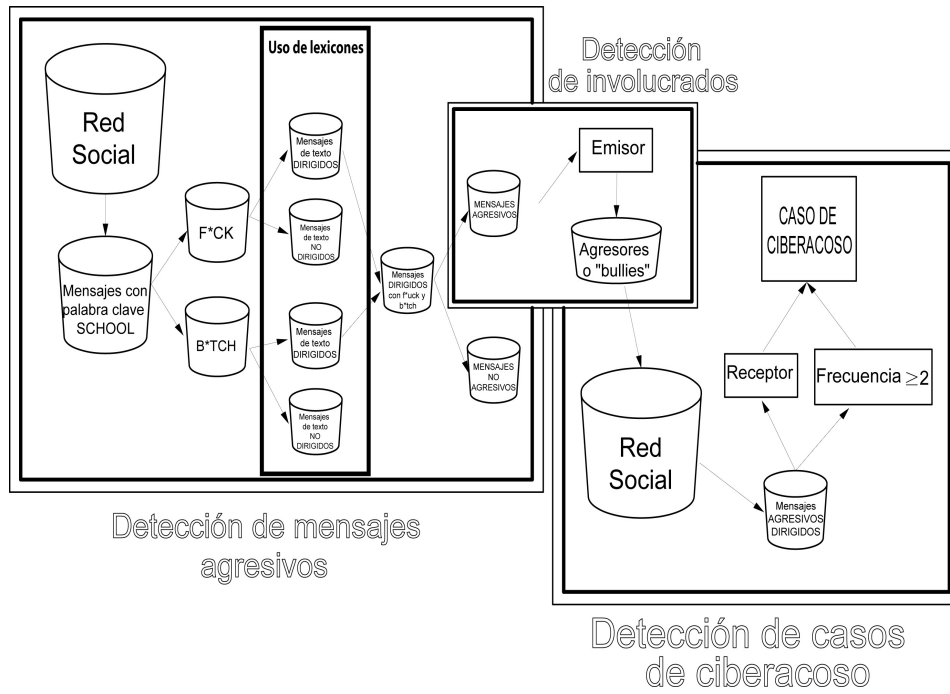 Uso de lexicones
Red
Social
Mensajes con
palabra clave
SCHOOL
F*CK
B*TCH
Mensajes
de texto
DIRIGIDOS
Mensajes
de texto
NO
DIRIGIDOS
Mensajes
de texto
DIRIGIDOS
Mensajes
de texto
NO
DIRIGIDOS
Mensajes
DIRIGIDOS
con f*uck y
b*tch
MENSAJES
AGRESIVOS
MENSAJES
NO
AGRESIVOS
Detección de mensajes
agresivos
Detección
de involucrados
Emisor
Agresores
o "bullies"
Red
Social
Mensajes
AGRESIVOS
DIRIGIDOS
Receptor
Frecuencia ≥2
CASO DE
CIBERACOSO
Detección de casos
de ciberacoso